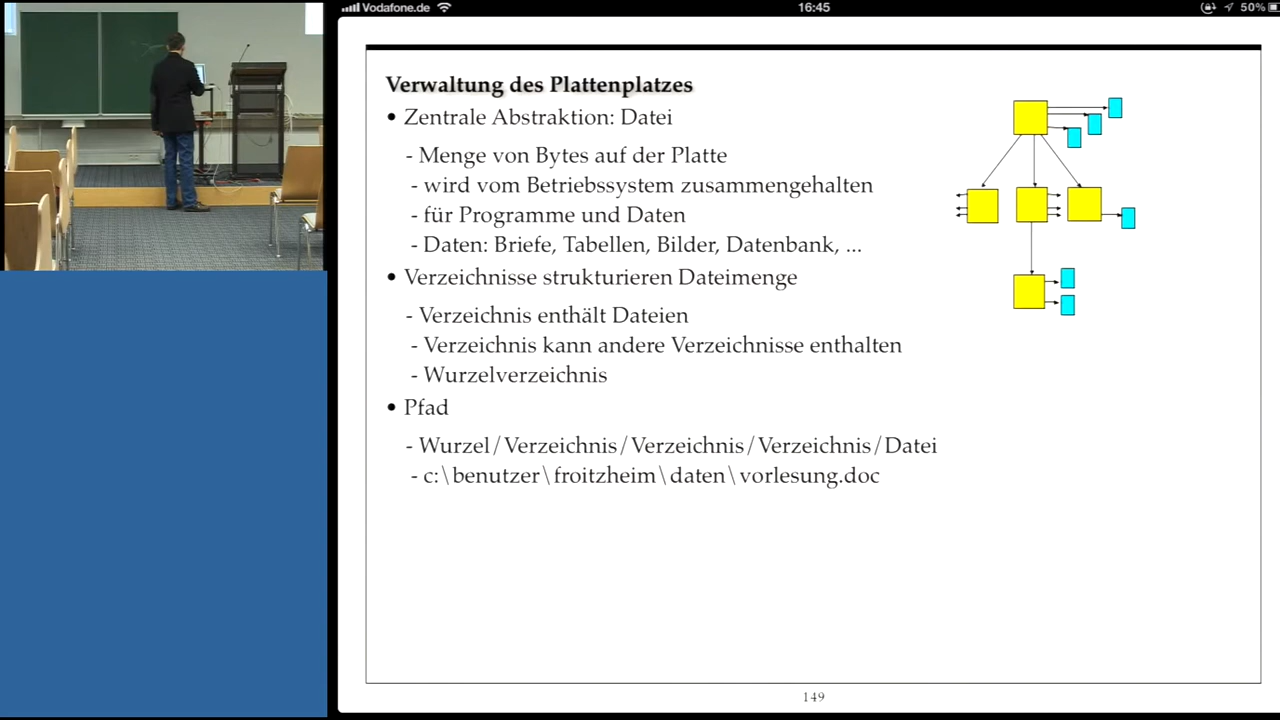 Vodafone.de 16:45 50%
Verwaltung des Plattenplatzes
• Zentrale Abstraktion: Datei
- Menge von Bytes auf der Platte
- wird vom Betriebssystem zusammengehalten
- für Programme und Daten
- Daten: Briefe, Tabellen, Bilder, Datenbank, ...
• Verzeichnisse strukturieren Dateimenge
- Verzeichnis enthält Dateien
- Verzeichnis kann andere Verzeichnisse enthalten
- Wurzelverzeichnis
• Pfad
- Wurzel/Verzeichnis/Verzeichnis/Verzeichnis/Datei
- c:\benutzer\froitzheim\daten\vorlesung.doc
149